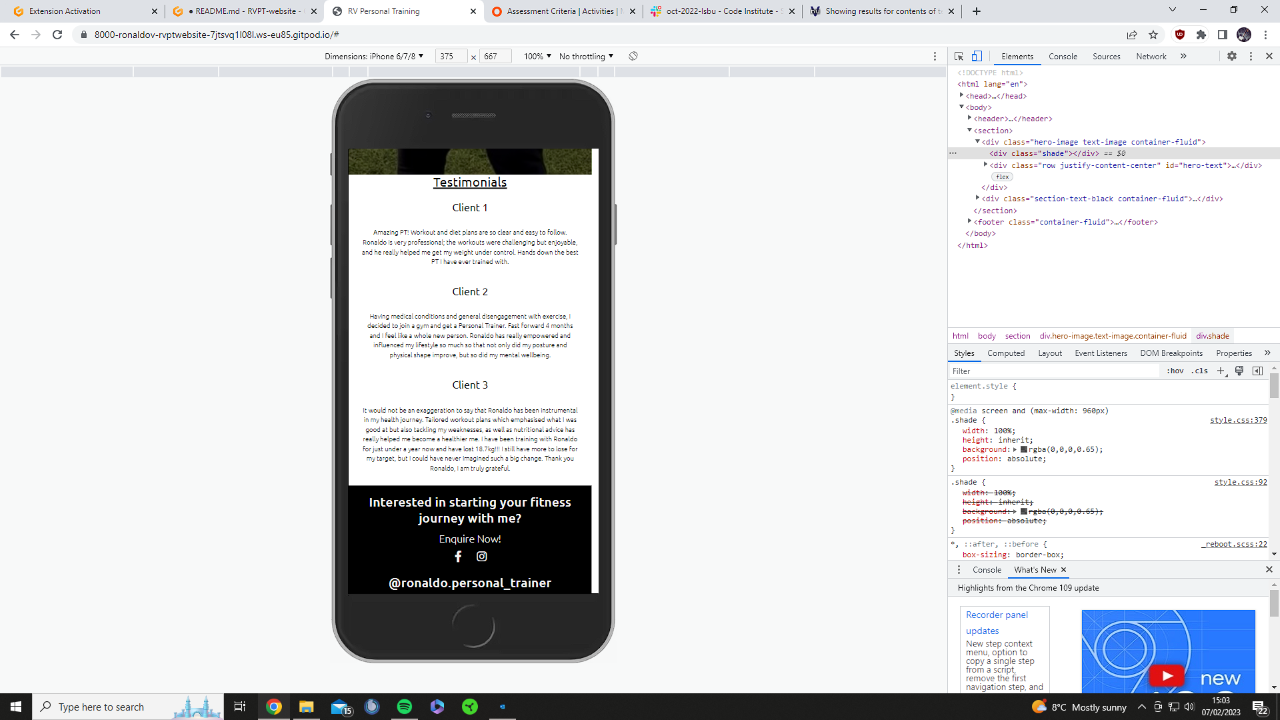 Extension Activation
● README.md - RVPT-website - 
RV Personal Training
Assessment Criteria | Activities |
oct-2022-lsbu - Code Institute - S
Showing results for contents of
8000-ronaldov-rvptwebsite-7jtsvq1l08l.ws-eu85.gitpod.io/#
Dimensions: iPhone 6/7/8 ▼ 375 x 667 100% ▼ No throttling ▼
Elements Console Sources Network »
<!DOCTYPE html>
<html lang="en">
▶<head>…</head>
▼<body>
▶<header>…</header>
▼<section>
▼<div class="hero-image text-image container-fluid">
··· <div class="shade"></div> == $0
▶<div class="row justify-content-center" id="hero-text">…</div>
flex
</div>
▶<div class="section-text-black container-fluid">…</div>
</section>
▶<footer class="container-fluid">…</footer>
</body>
</html>
html body section div.hero-image.text-image.container-fluid div.shade
Styles Computed Layout Event Listeners DOM Breakpoints Properties »
Filter :hov .cls +
element.style {
}
@media screen and (max-width: 960px)
.shade { style.css:379
width: 100%;
height: inherit;
background:▶ rgba(0,0,0,0.65);
position: absolute;
}
.shade { style.css:92
width: 100%;
height: inherit;
background:▶ rgba(0,0,0,0.65);
position: absolute;
}
*, ::after, ::before { _reboot.scss:22
box-sizing: border-box;
Console What's New ×
Highlights from the Chrome 109 update
Recorder panel
updates
New step context
menu, option to
copy a single step
from a script,
remove the first
navigation step, and
new
Testimonials
Client 1
Amazing PT! Workout and diet plans are so clear and easy to follow.
Ronaldo is very professional; the workouts were challenging but enjoyable,
and he really helped me get my weight under control. Hands down the best
PT I have ever trained with.
Client 2
Having medical conditions and general disengagement with exercise, I
decided to join a gym and get a Personal Trainer. Fast forward 4 months
and I feel like a whole new person. Ronaldo has really empowered and
influenced my lifestyle so much so that not only did my posture and
physical shape improve, but so did my mental wellbeing.
Client 3
It would not be an exaggeration to say that Ronaldo has been instrumental
in my health journey. Tailored workout plans which emphasised what I was
good at but also tackling my weaknesses, as well as nutritional advice has
really helped me become a healthier me. I have been training with Ronaldo
for just under a year now and have lost 18.7kg!!! I still have more to lose for
my target, but I could have never imagined such a big change. Thank you
Ronaldo, I am truly grateful.
Interested in starting your fitness
journey with me?
Enquire Now!
@ronaldo.personal_trainer
Type here to search
15
8°C Mostly sunny
15:03
07/02/2023
22